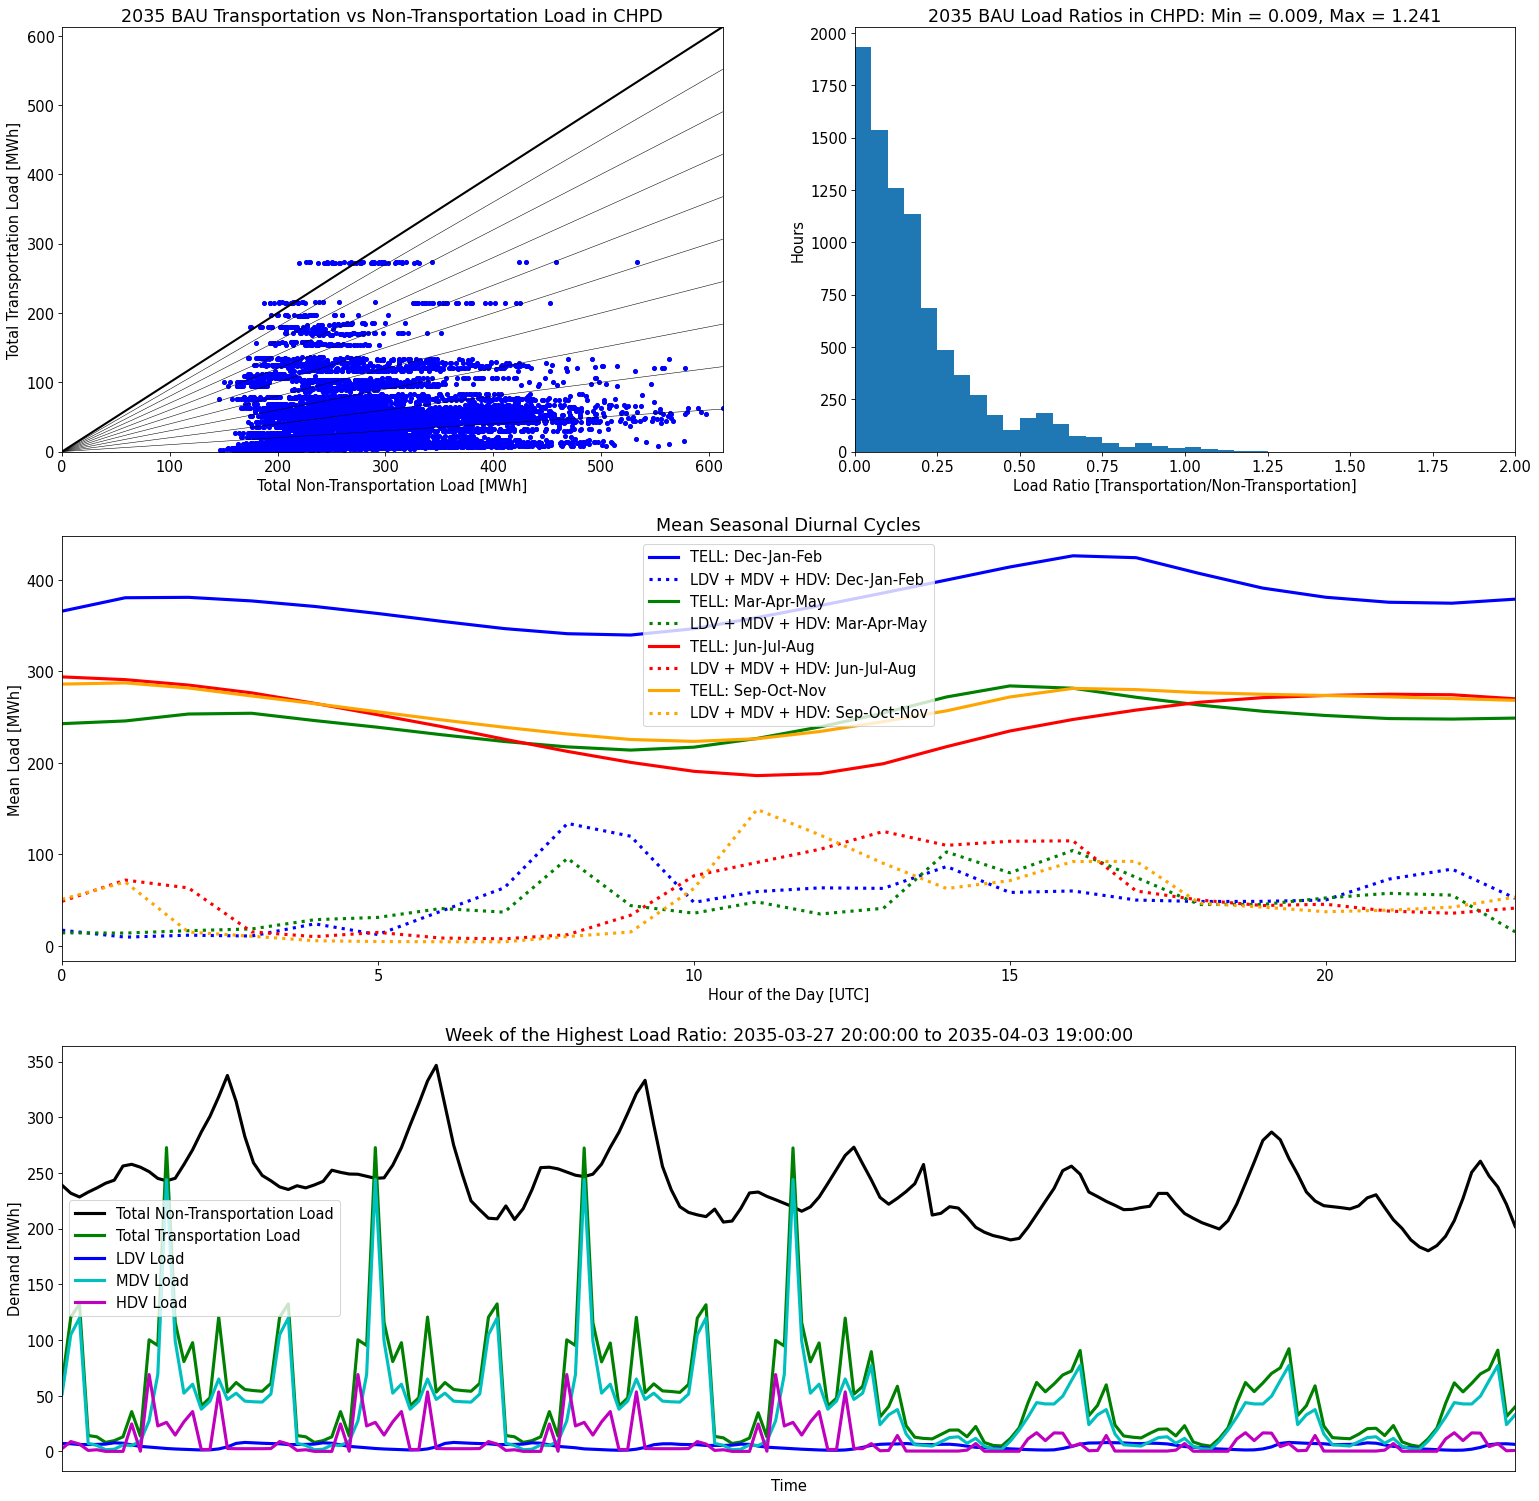 2035 BAU Transportation vs Non-Transportation Load in CHPD
Total Transportation Load [MWh]
600
500
400
300
200
100
0
0 100 200 300 400 500 600
Total Non-Transportation Load [MWh]
2035 BAU Load Ratios in CHPD: Min = 0.009, Max = 1.241
Hours
2000
1750
1500
1250
1000
750
500
250
0
0.00 0.25 0.50 0.75 1.00 1.25 1.50 1.75 2.00
Load Ratio [Transportation/Non-Transportation]
Mean Seasonal Diurnal Cycles
Mean Load [MWh]
400
300
200
100
0
TELL: Dec-Jan-Feb
LDV + MDV + HDV: Dec-Jan-Feb
TELL: Mar-Apr-May
LDV + MDV + HDV: Mar-Apr-May
TELL: Jun-Jul-Aug
LDV + MDV + HDV: Jun-Jul-Aug
TELL: Sep-Oct-Nov
LDV + MDV + HDV: Sep-Oct-Nov
0 5 10 15 20
Hour of the Day [UTC]
Week of the Highest Load Ratio: 2035-03-27 20:00:00 to 2035-04-03 19:00:00
Demand [MWh]
350
300
250
200
150
100
50
0
Total Non-Transportation Load
Total Transportation Load
LDV Load
MDV Load
HDV Load
Time